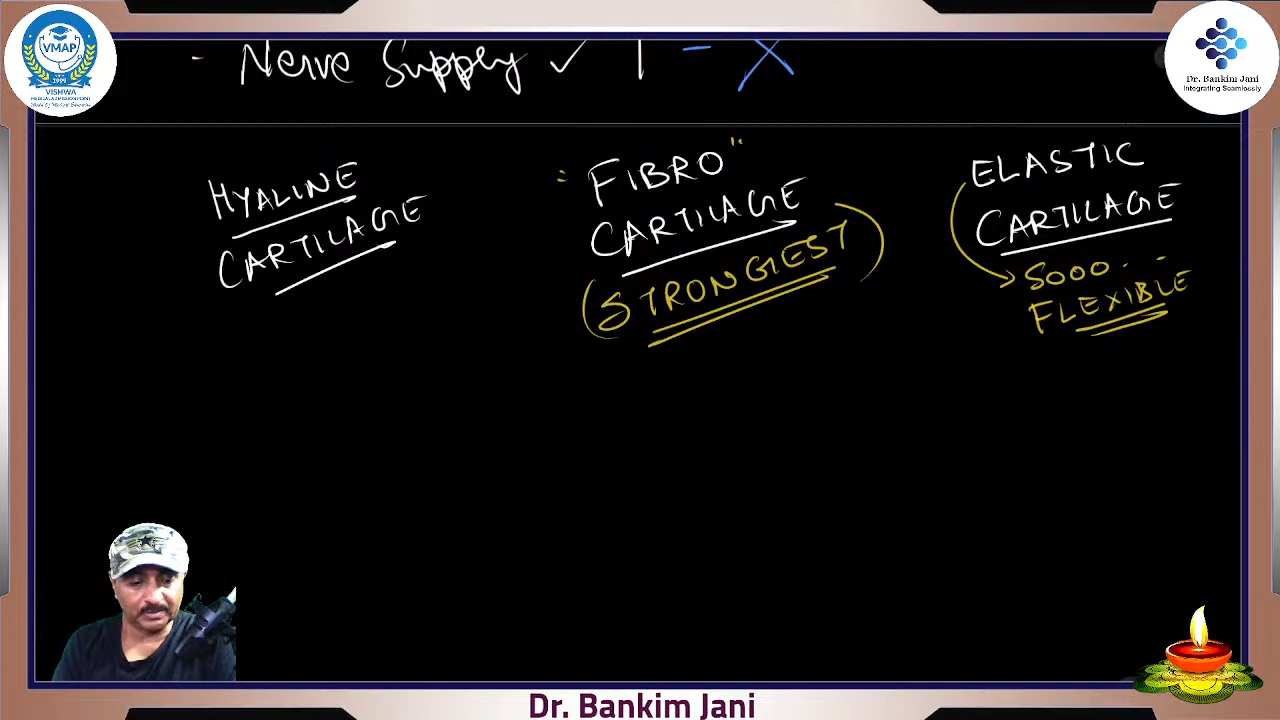 - Nerve Supply ✓ | - X
HYALINE
CARTILAGE
"FIBRO"
CARTILAGE
(STRONGEST)
ELASTIC
CARTILAGE
SOOO...
FLEXIBLE
VMAP
VISHWA
Dr. Bankim Jani
Integrating Seamlessly
Dr. Bankim Jani